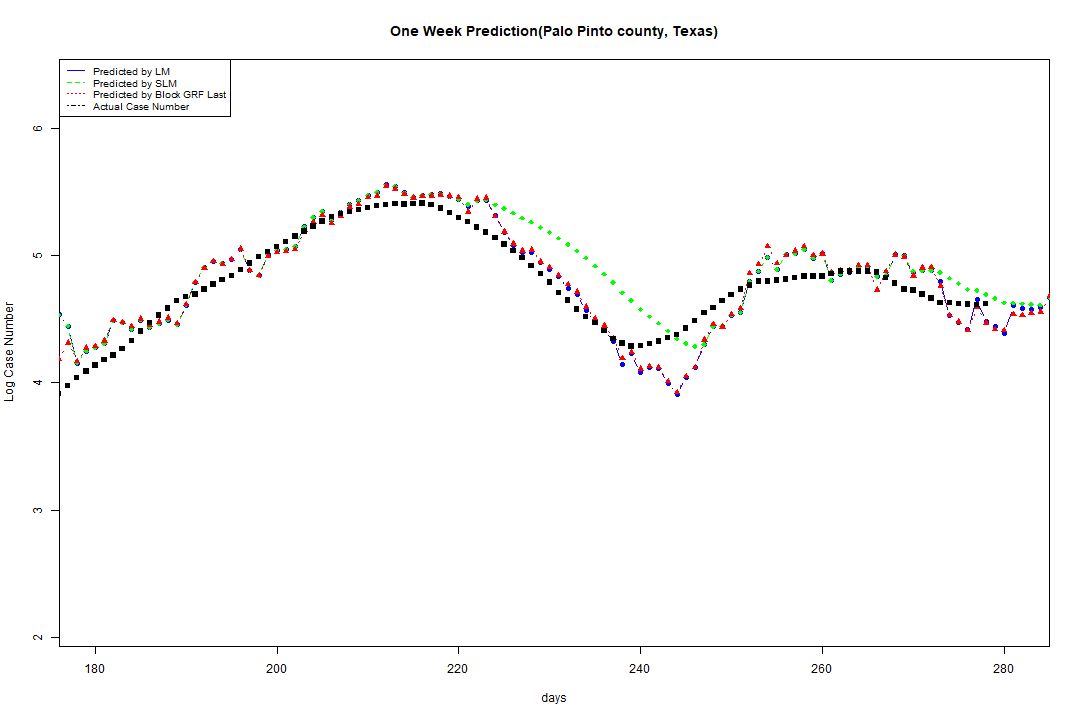 One Week Prediction(Palo Pinto county, Texas)
Predicted by LM
Predicted by SLM
Predicted by Block GRF Last
Actual Case Number
6
5
4
3
2
Log Case Number
180 200 220 240 260 280
days